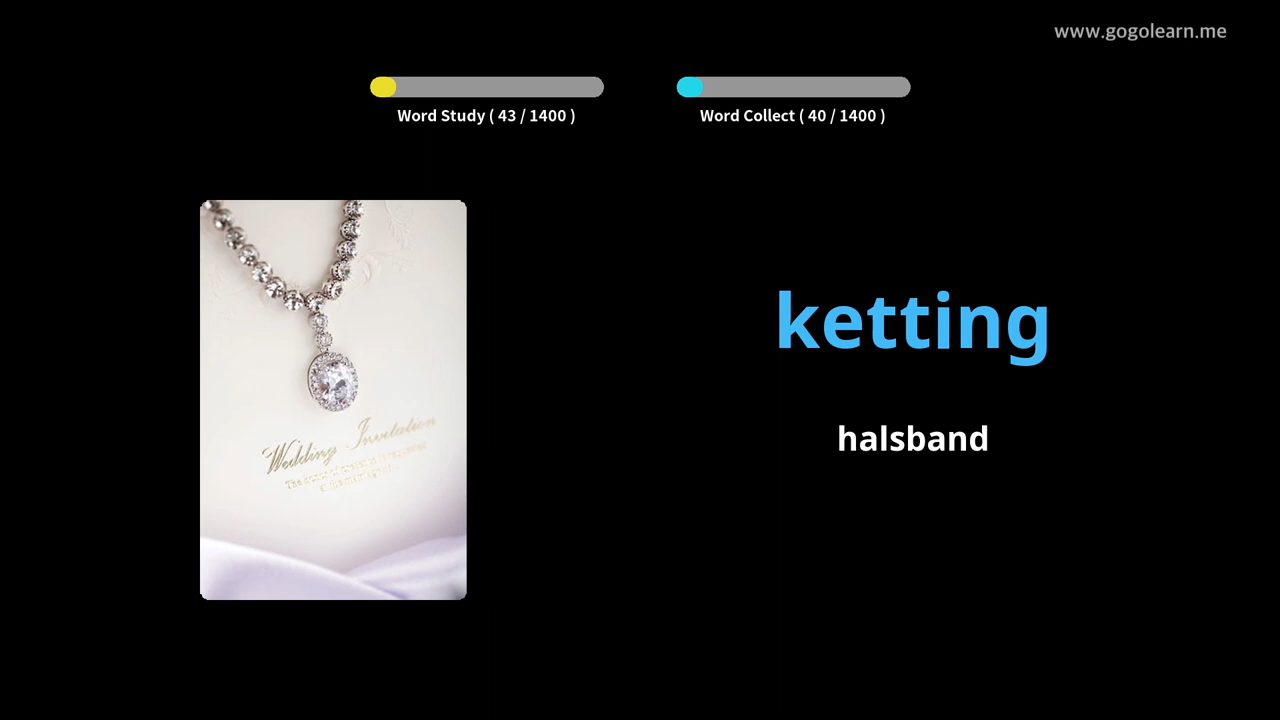 www.gogolearn.me
Word Study ( 43 / 1400 )
Word Collect ( 40 / 1400 )
ketting
halsband
Wedding Invitation